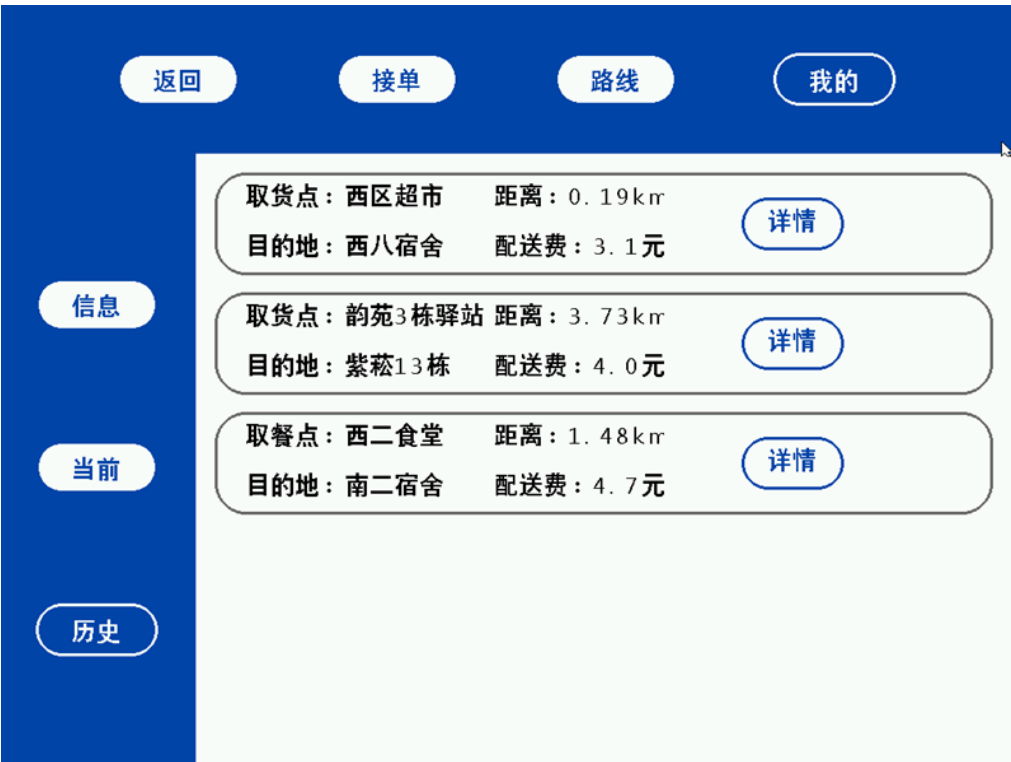 返回 接单 路线 我的
取货点：西区超市 距离：0.19km
详情
目的地：西八宿舍 配送费：3.1元
信息
取货点：韵苑3栋驿站 距离：3.73km
详情
目的地：紫菘13栋 配送费：4.0元
取餐点：西二食堂 距离：1.48km
当前
详情
目的地：南二宿舍 配送费：4.7元
历史